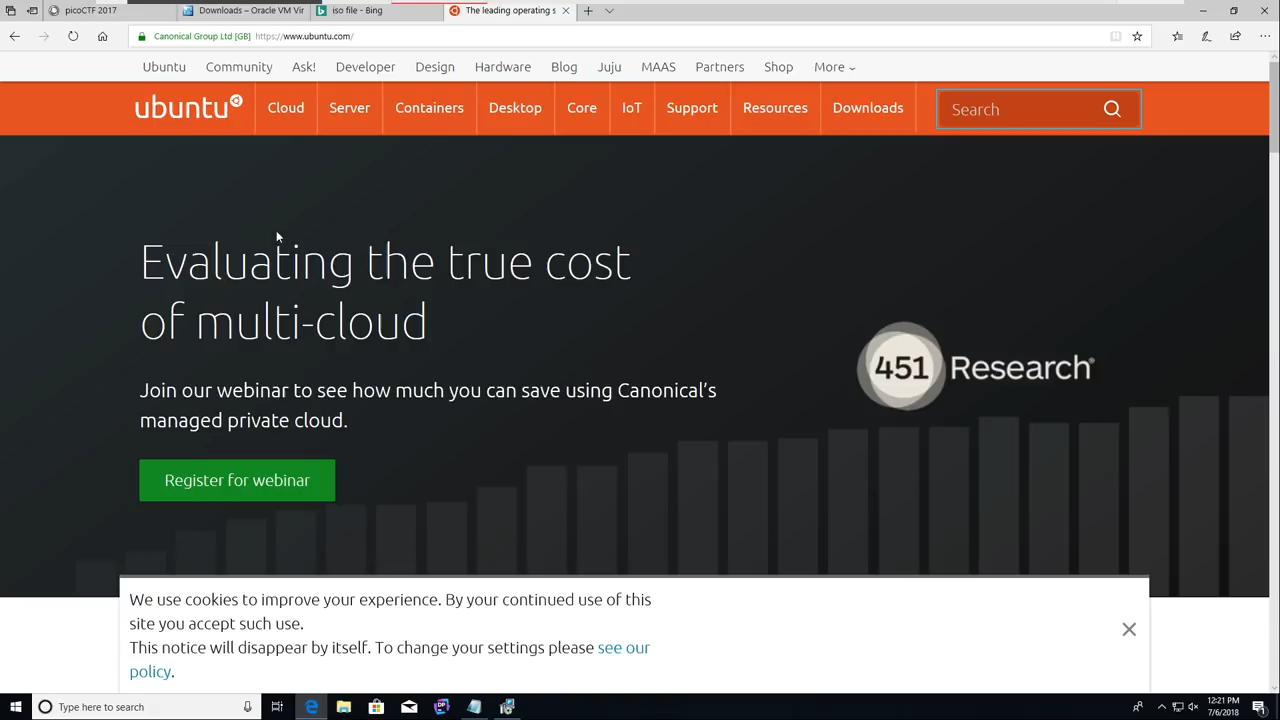 picoCTF 2017
Downloads – Oracle VM Vir
iso file - Bing
The leading operating s
Canonical Group Ltd [GB] https://www.ubuntu.com/
Ubuntu Community Ask! Developer Design Hardware Blog Juju MAAS Partners Shop More
ubuntu Cloud Server Containers Desktop Core IoT Support Resources Downloads Search
Evaluating the true cost
of multi-cloud
Join our webinar to see how much you can save using Canonical's
managed private cloud.
451 Research
Register for webinar
We use cookies to improve your experience. By your continued use of this
site you accept such use.
This notice will disappear by itself. To change your settings please see our
policy.
Type here to search
12:21 PM
7/6/2018